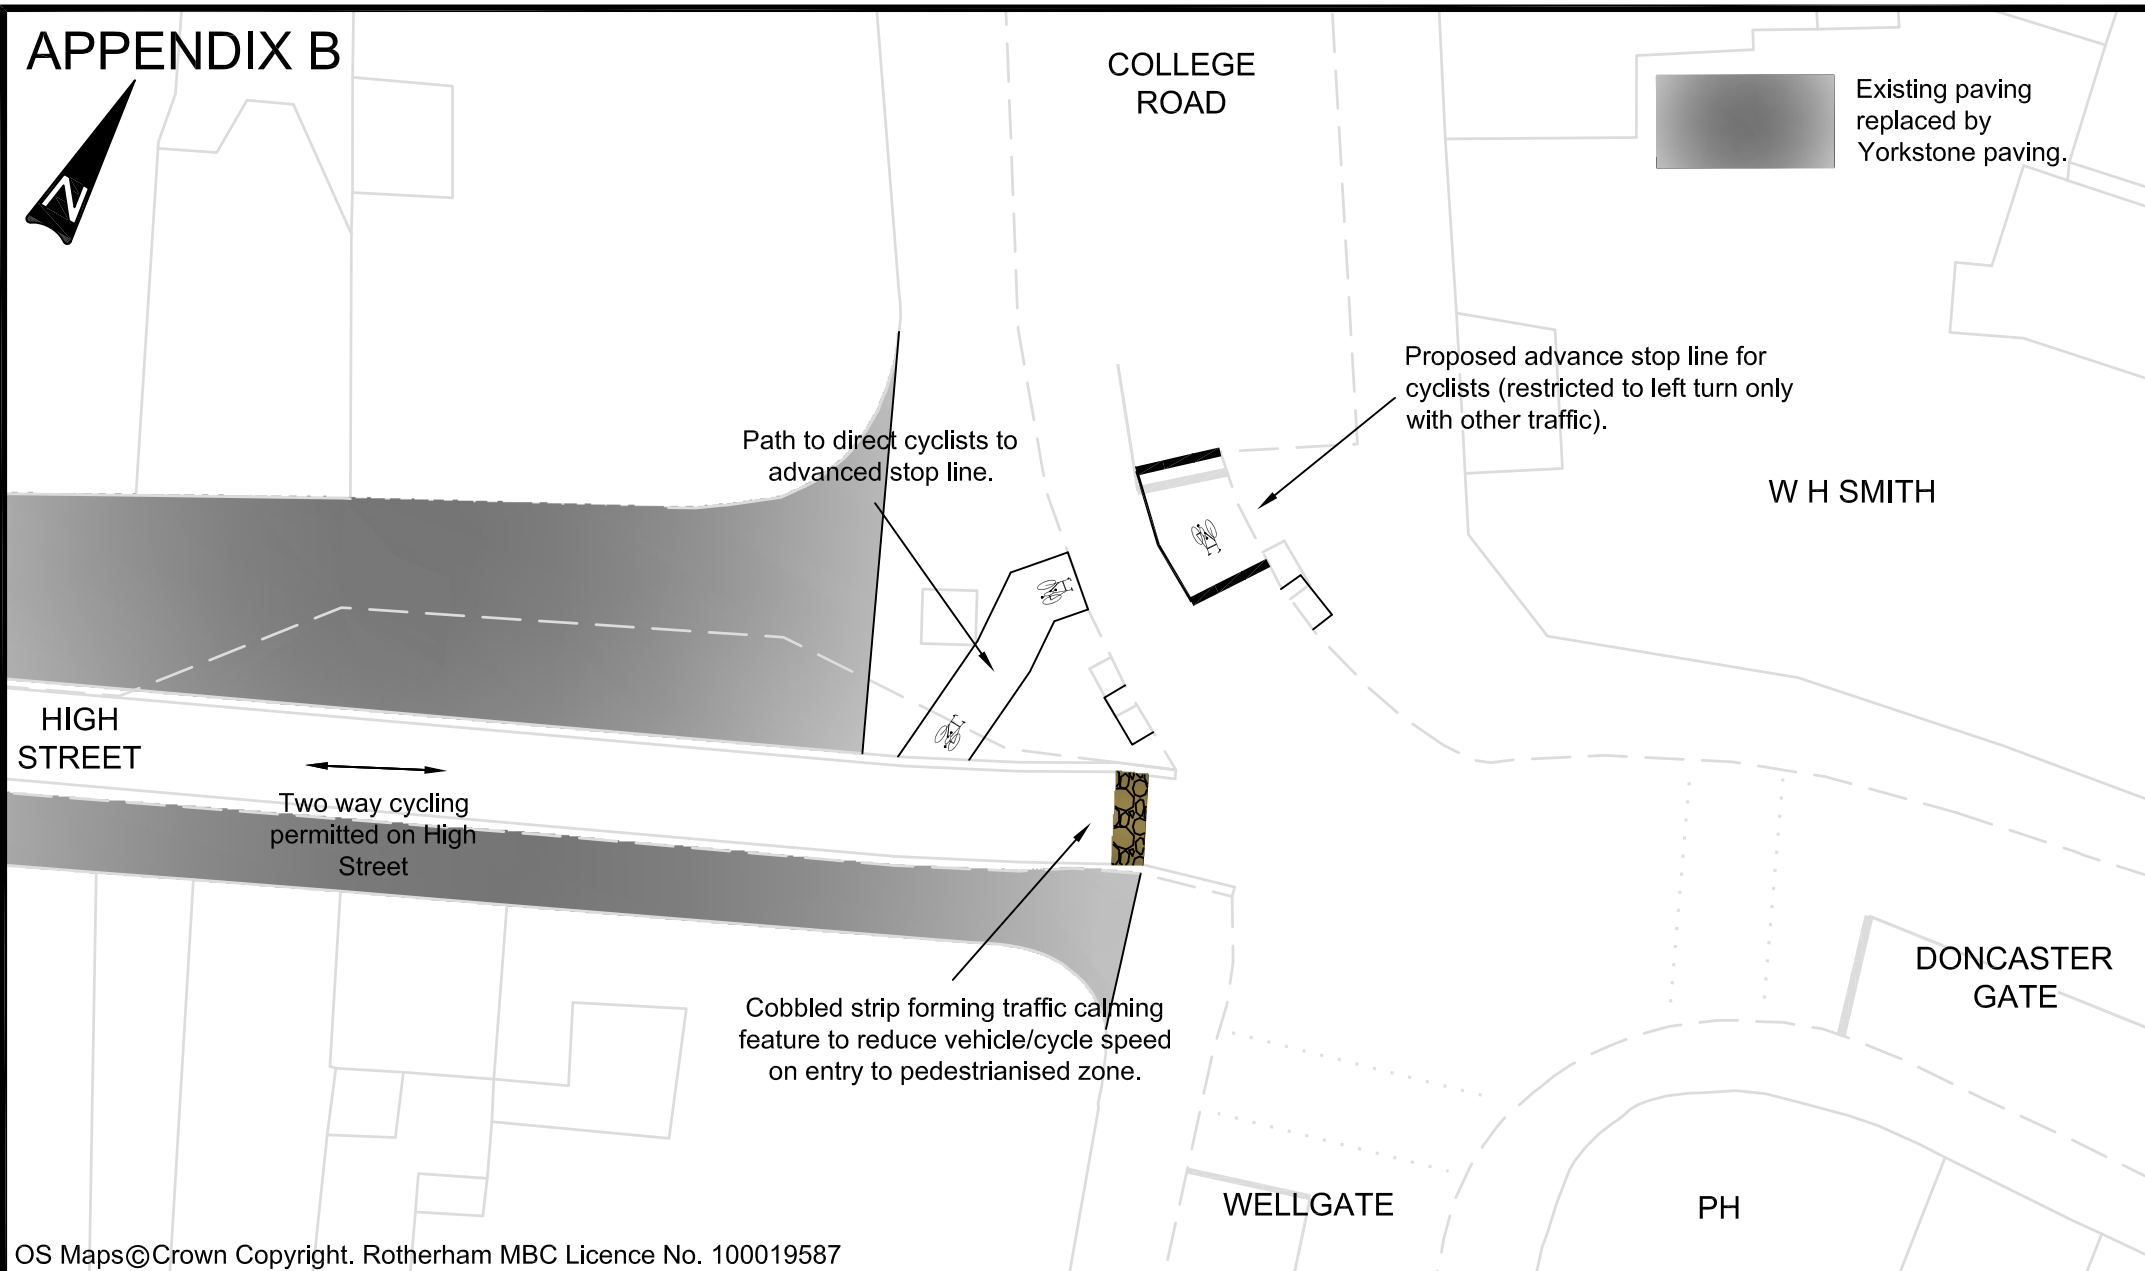 APPENDIX B
N
COLLEGE
ROAD
Existing paving
replaced by
Yorkstone paving.
Proposed advance stop line for
cyclists (restricted to left turn only
with other traffic).
Path to direct cyclists to
advanced stop line.
W H SMITH
HIGH
STREET
Two way cycling
permitted on High
Street
Cobbled strip forming traffic calming
feature to reduce vehicle/cycle speed
on entry to pedestrianised zone.
DONCASTER
GATE
WELLGATE
PH
OS Maps©Crown Copyright. Rotherham MBC Licence No. 100019587